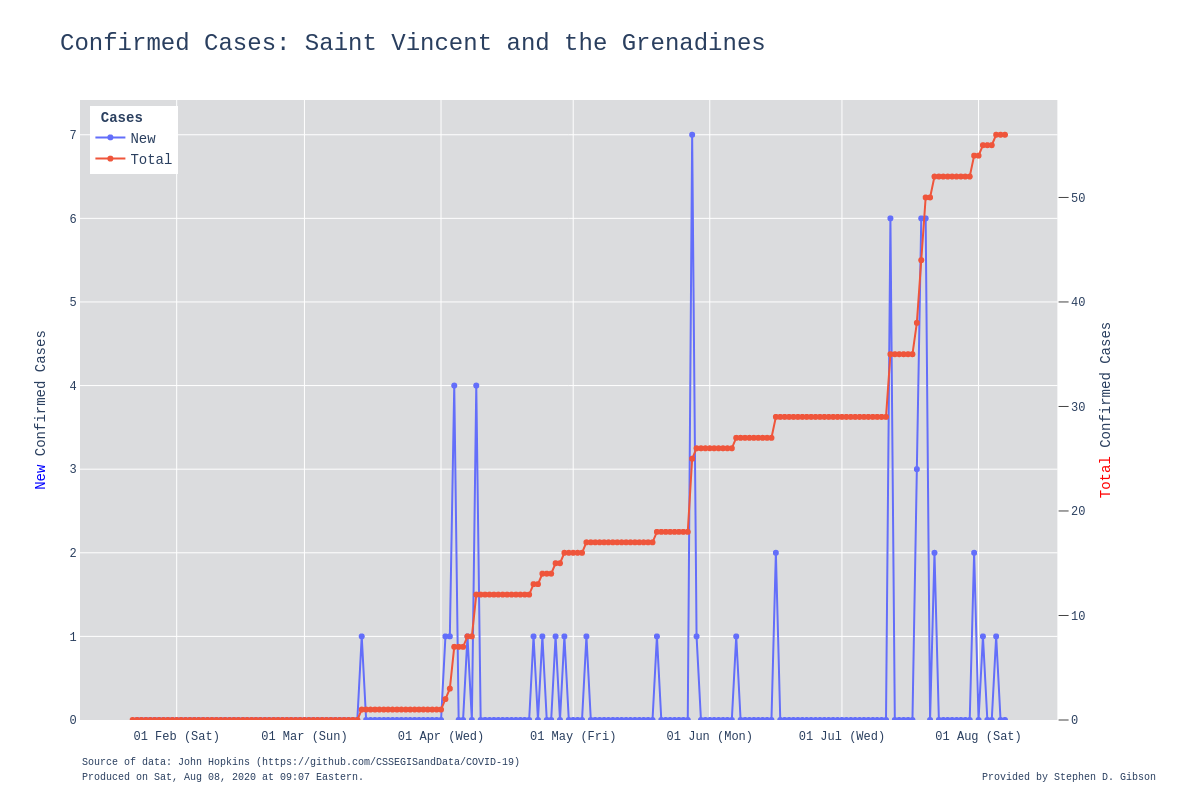 Confirmed Cases: Saint Vincent and the Grenadines
Cases
New
Total
7
6
5
4
3
2
1
0
New Confirmed Cases
50
40
30
20
10
0
Total Confirmed Cases
01 Feb (Sat) 01 Mar (Sun) 01 Apr (Wed) 01 May (Fri) 01 Jun (Mon) 01 Jul (Wed) 01 Aug (Sat)
Source of data: John Hopkins (https://github.com/CSSEGISandData/COVID-19)
Produced on Sat, Aug 08, 2020 at 09:07 Eastern.
Provided by Stephen D. Gibson